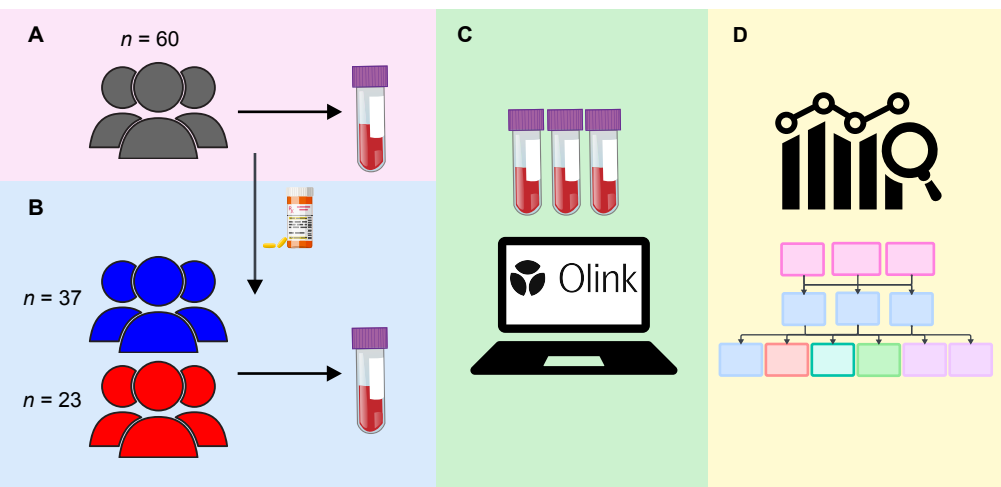 A
n = 60
B
n = 37
n = 23
C
Olink
D